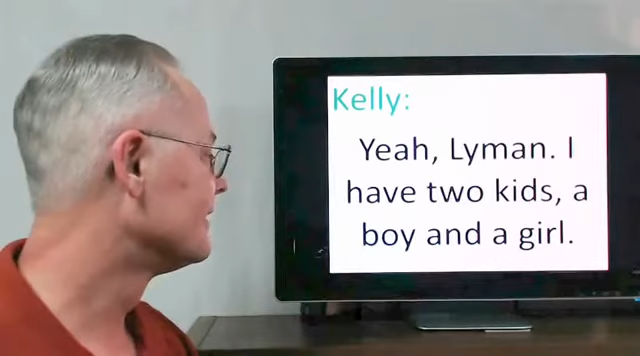 Kelly:
Yeah, Lyman. I
have two kids, a
boy and a girl.